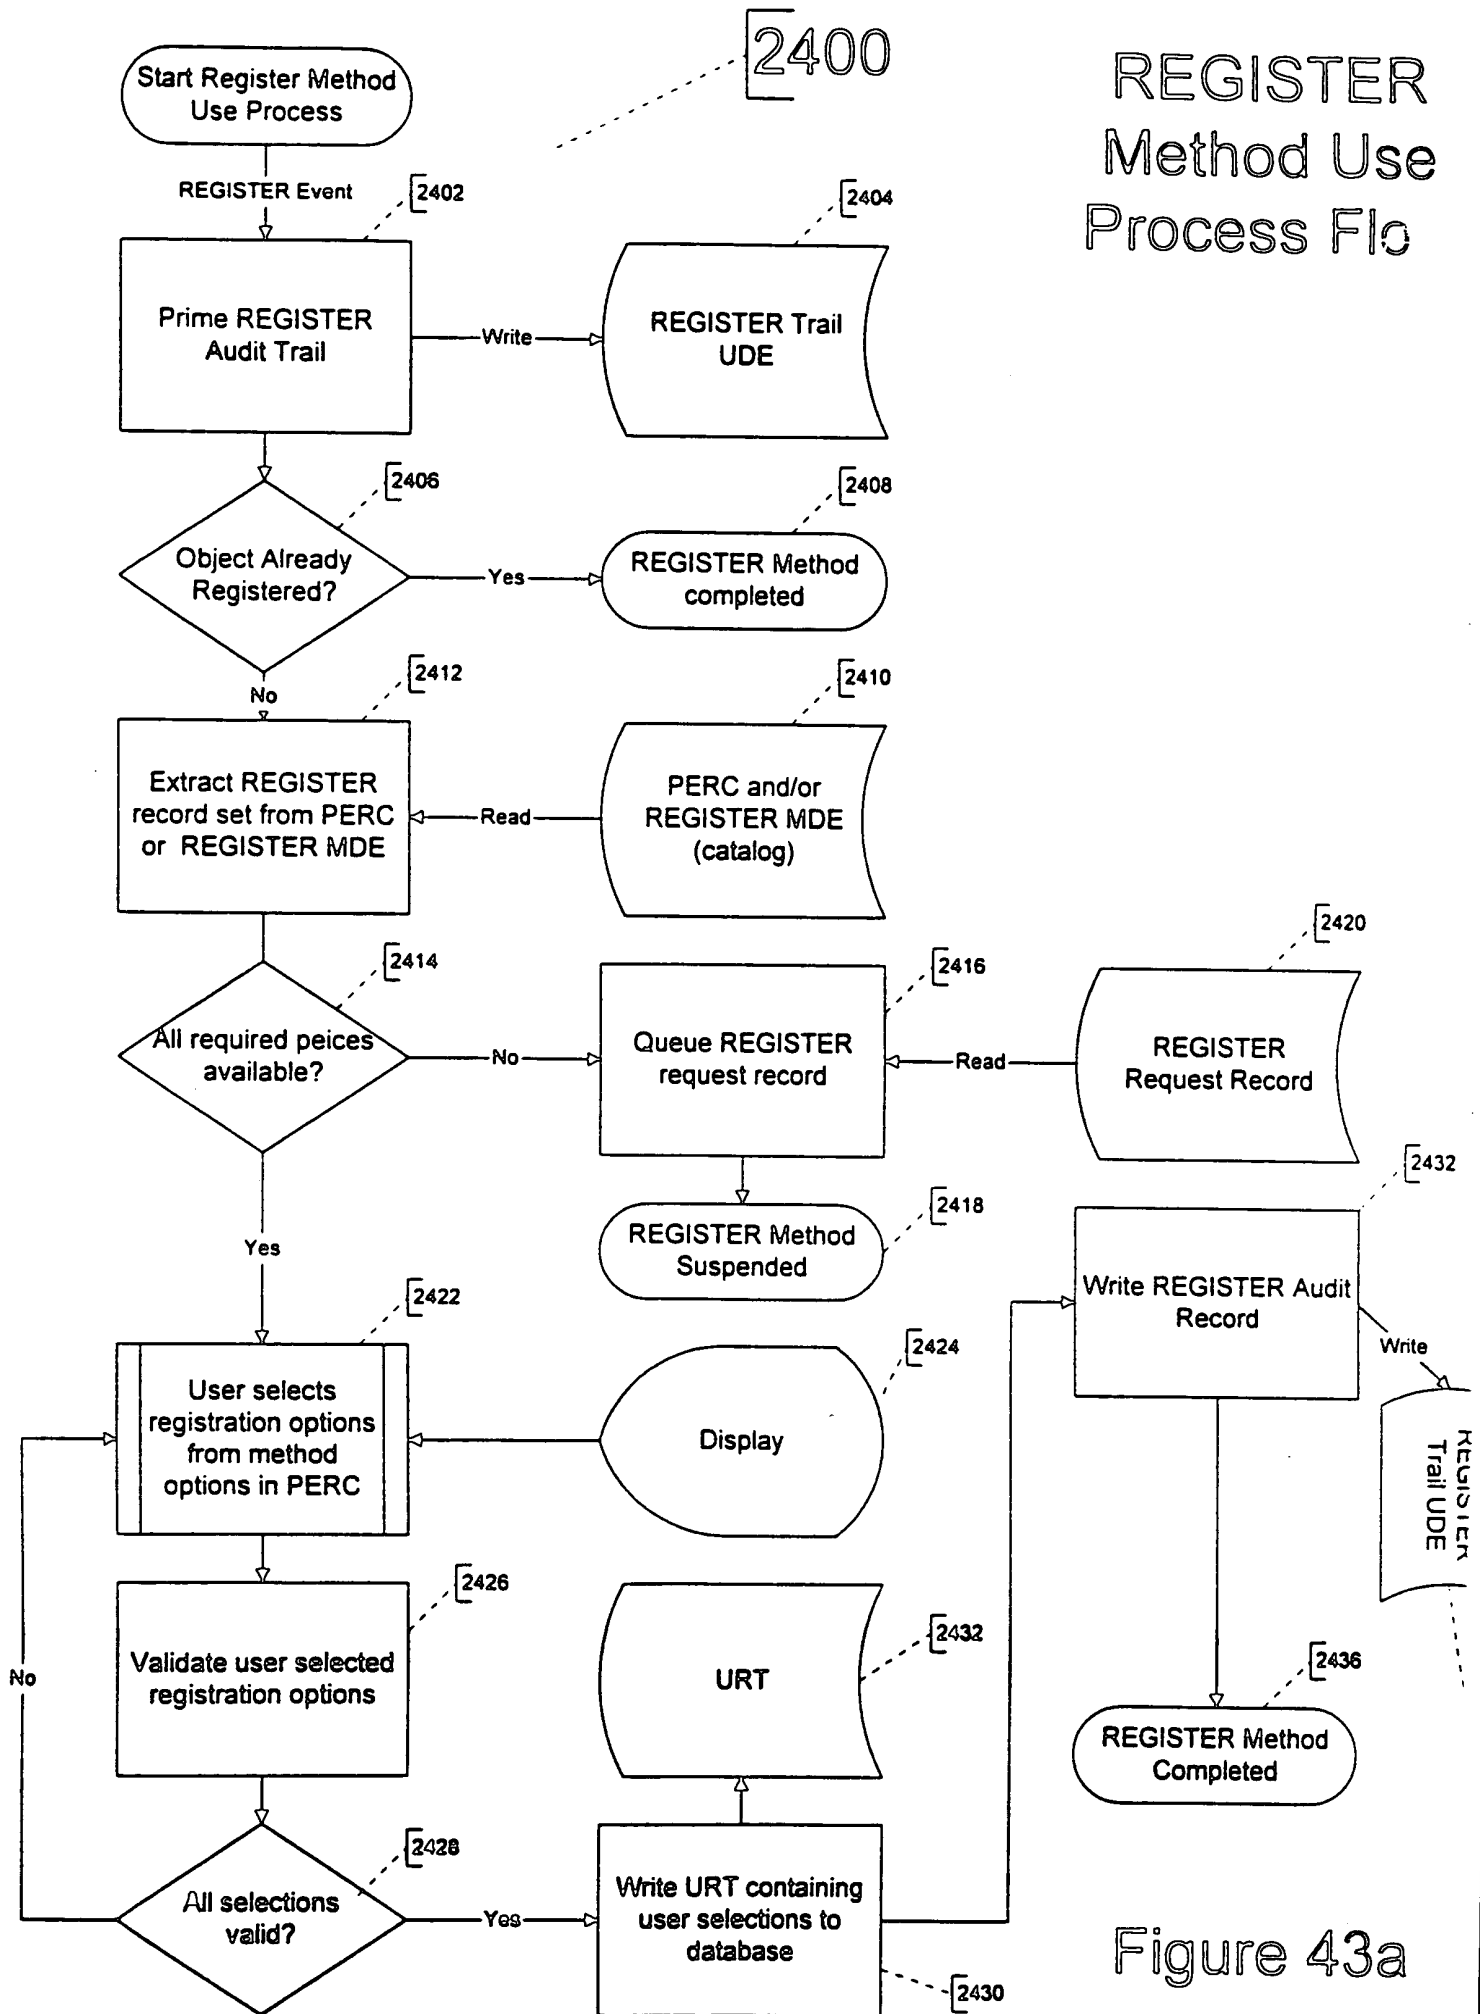 2400
REGISTER
Method Use
Process Flo
Start Register Method
Use Process
REGISTER Event
2402
2404
Prime REGISTER
Audit Trail
Write
REGISTER Trail
UDE
2406
2408
Object Already
Registered?
Yes
REGISTER Method
completed
No
2412
2410
Extract REGISTER
record set from PERC
or REGISTER MDE
Read
PERC and/or
REGISTER MDE
(catalog)
2414
2416
2420
All required peices
available?
No
Queue REGISTER
request record
Read
REGISTER
Request Record
2432
Yes
2418
REGISTER Method
Suspended
Write REGISTER Audit
Record
Write
2422
2424
User selects
registration options
from method
options in PERC
Display
REGISTER
Trail UDE
2426
2432
No
Validate user selected
registration options
URT
2436
REGISTER Method
Completed
2428
All selections
valid?
Yes
Write URT containing
user selections to
database
2430
Figure 43a